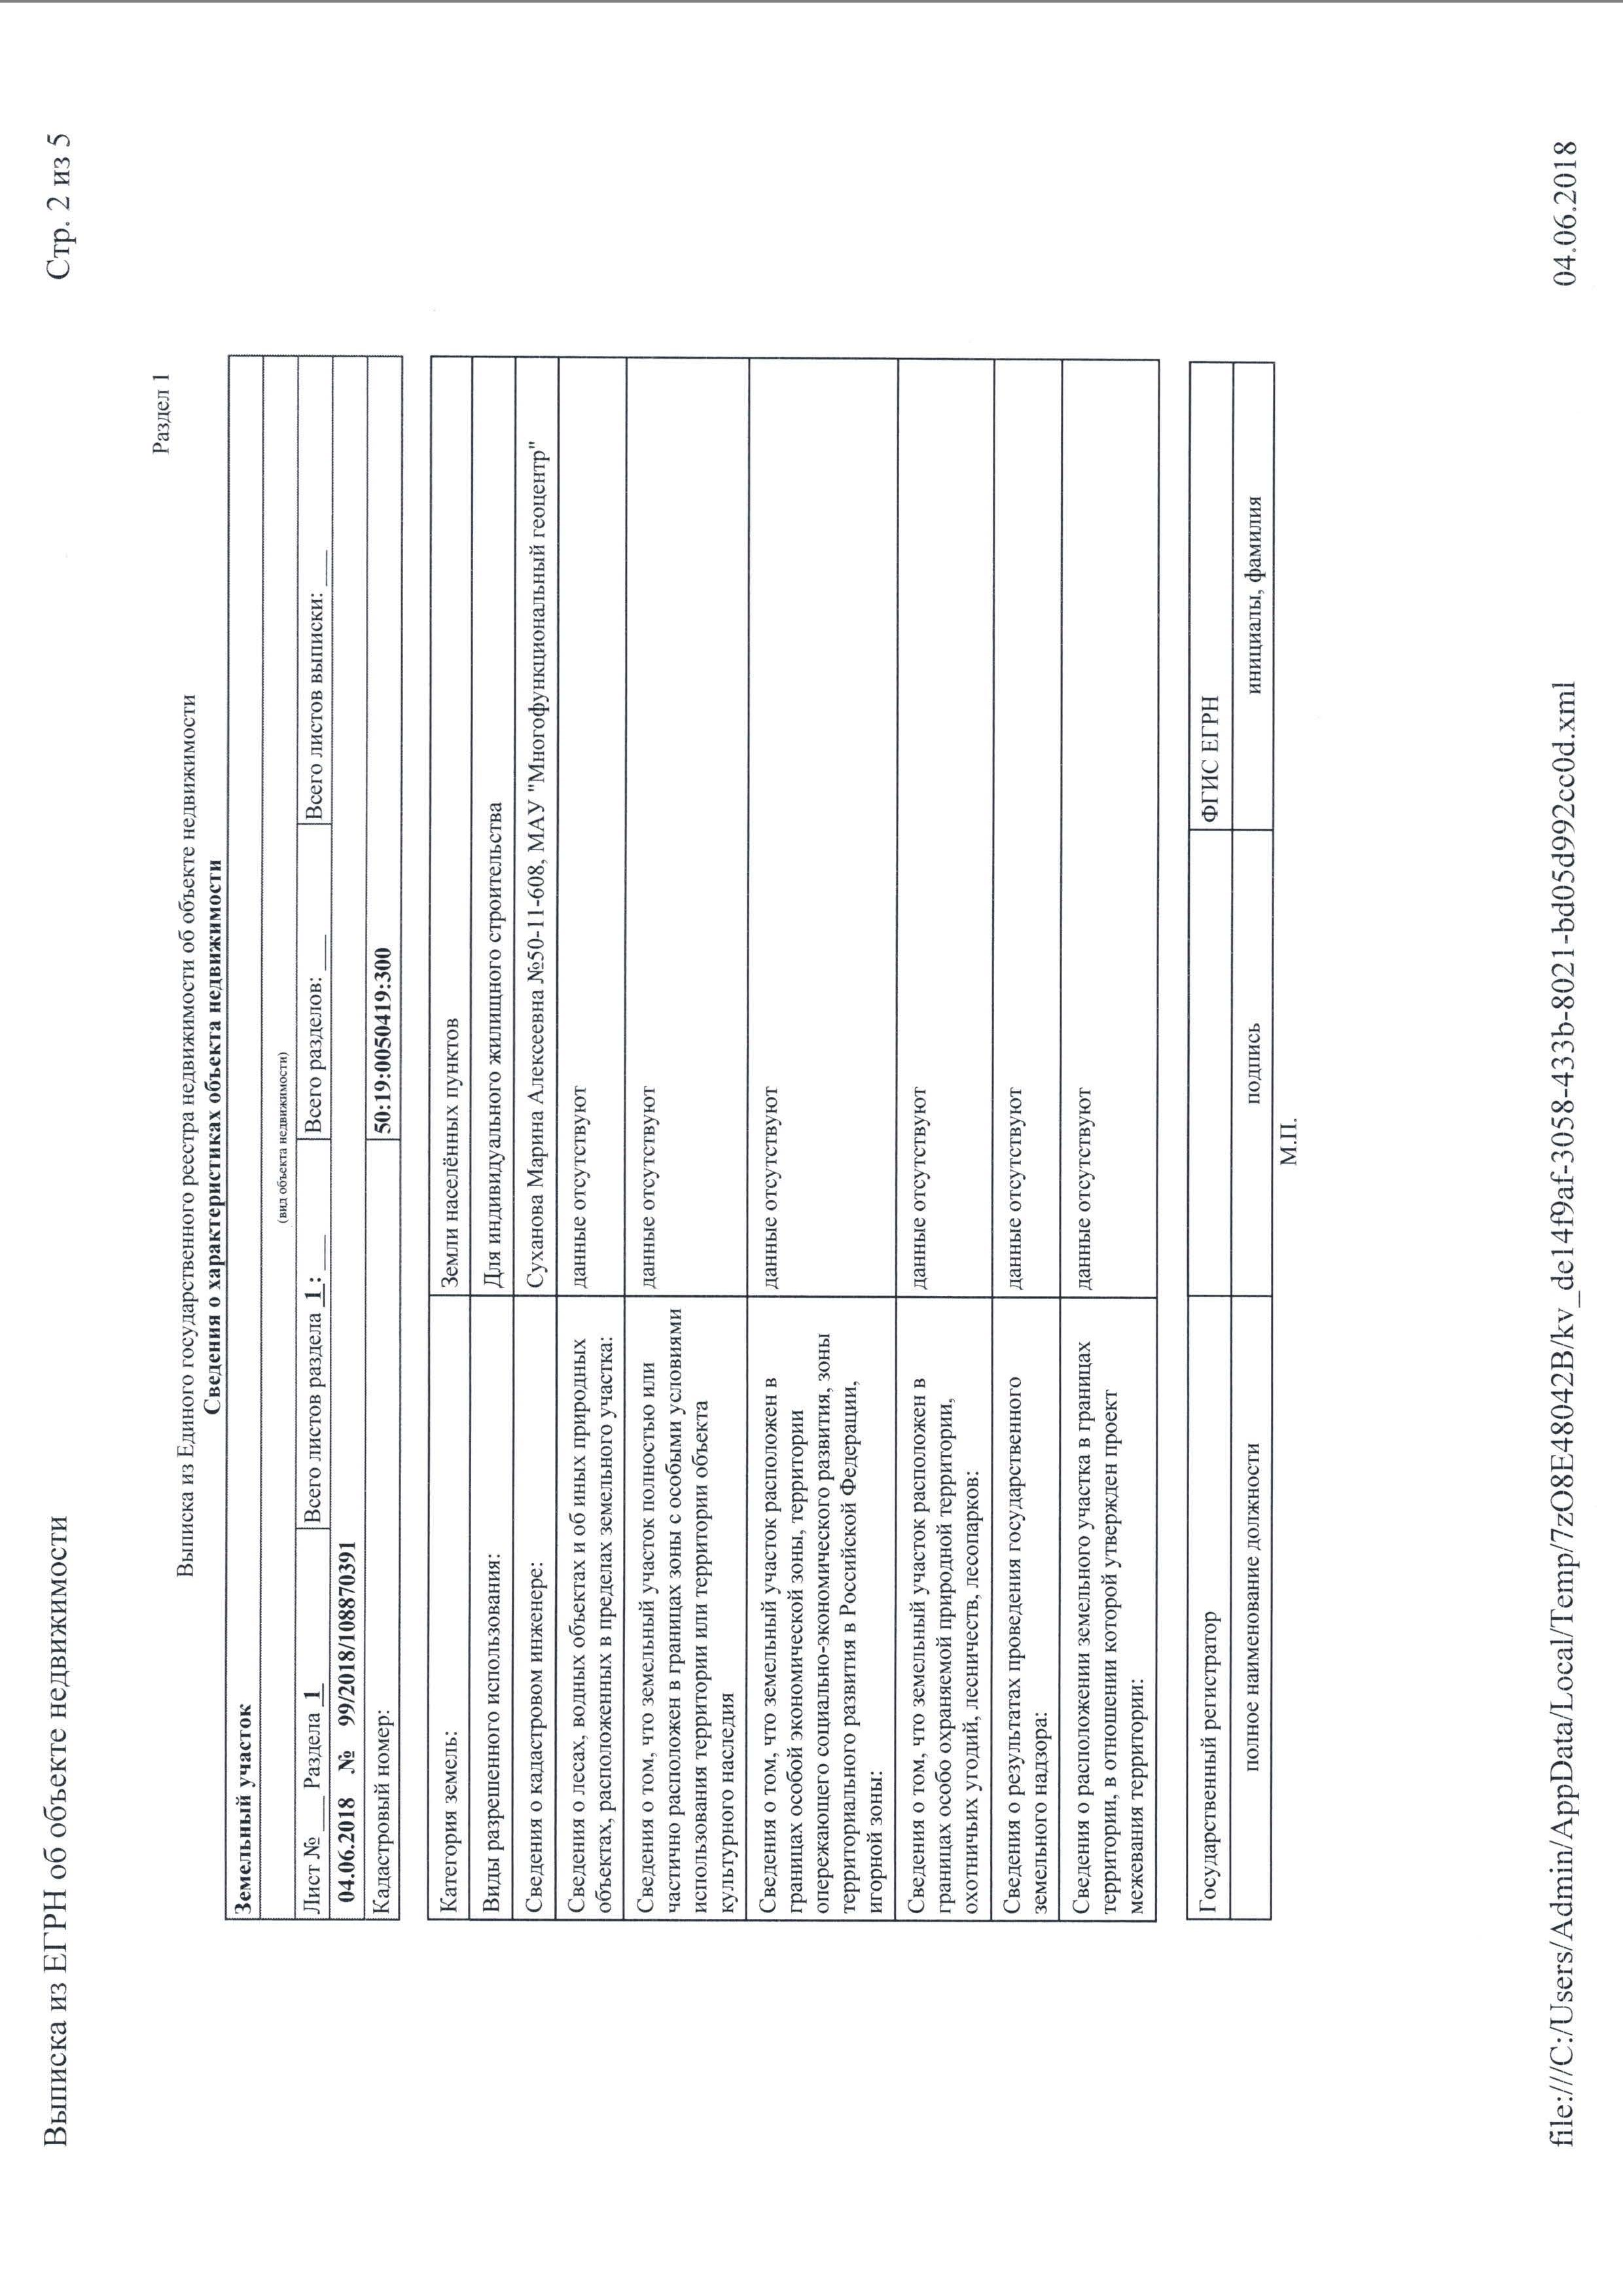 Выписка из ЕГРН об объекте недвижимости Стр. 2 из 5
Раздел 1
Выписка из Единого государственного реестра недвижимости об объекте недвижимости
Сведения о характеристиках объекта недвижимости
Земельный участок
(вид объекта недвижимости)
Лист № ___ Раздела 1 Всего листов раздела 1 : ___ Всего разделов: ___ Всего листов выписки: ___
04.06.2018 № 99/2018/108870391
Кадастровый номер: 50:19:0050419:300
Категория земель: Земли населённых пунктов
Виды разрешенного использования: Для индивидуального жилищного строительства
Сведения о кадастровом инженере: Суханова Марина Алексеевна №50-11-608, МАУ "Многофункциональный геоцентр"
Сведения о лесах, водных объектах и об иных природных данные отсутствуют
объектах, расположенных в пределах земельного участка:
Сведения о том, что земельный участок полностью или данные отсутствуют
частично расположен в границах зоны с особыми условиями
использования территории или территории объекта
культурного наследия
Сведения о том, что земельный участок расположен в данные отсутствуют
границах особой экономической зоны, территории
опережающего социально-экономического развития, зоны
территориального развития в Российской Федерации,
игорной зоны:
Сведения о том, что земельный участок расположен в данные отсутствуют
границах особо охраняемой природной территории,
охотничьих угодий, лесничеств, лесопарков:
Сведения о результатах проведения государственного данные отсутствуют
земельного надзора:
Сведения о расположении земельного участка в границах данные отсутствуют
территории, в отношении которой утвержден проект
межевания территории:
Государственный регистратор ФГИС ЕГРН
полное наименование должности подпись инициалы, фамилия
М.П.
file:///C:/Users/Admin/AppData/Local/Temp/7zO8E48042B/kv_de14f9af-3058-433b-8021-bd05d992cc0d.xml 04.06.2018